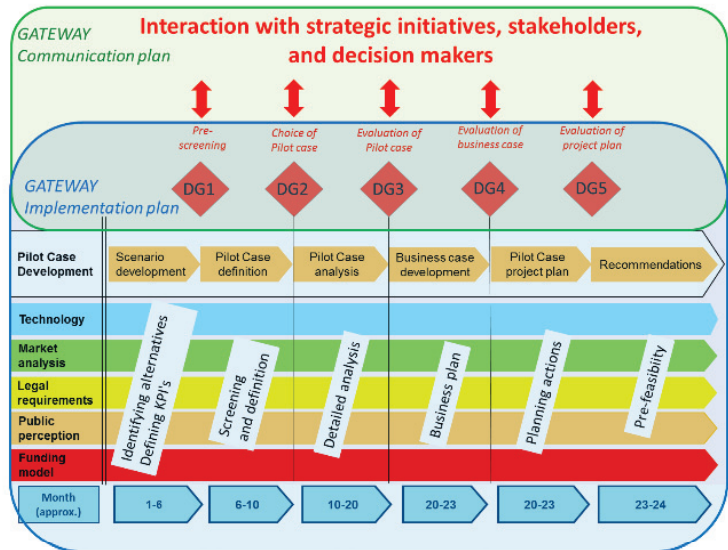 GATEWAY
Communication plan
Interaction with strategic initiatives, stakeholders,
and decision makers
Pre-
screening
Choice of
Pilot case
Evaluation of
Pilot case
Evaluation of
business case
Evaluation of
project plan
GATEWAY
Implementation plan
DG1
DG2
DG3
DG4
DG5
Pilot Case
Development
Scenario
development
Pilot Case
definition
Pilot Case
analysis
Business case
development
Pilot Case
project plan
Recommendations
Technology
Market
analysis
Legal
requirements
Public
perception
Funding
model
Identifying alternatives
Defining KPI's
Screening
and definition
Detailed analysis
Business plan
Planning actions
Pre-feasibiity
Month
(approx.)
1-6
6-10
10-20
20-23
20-23
23-24